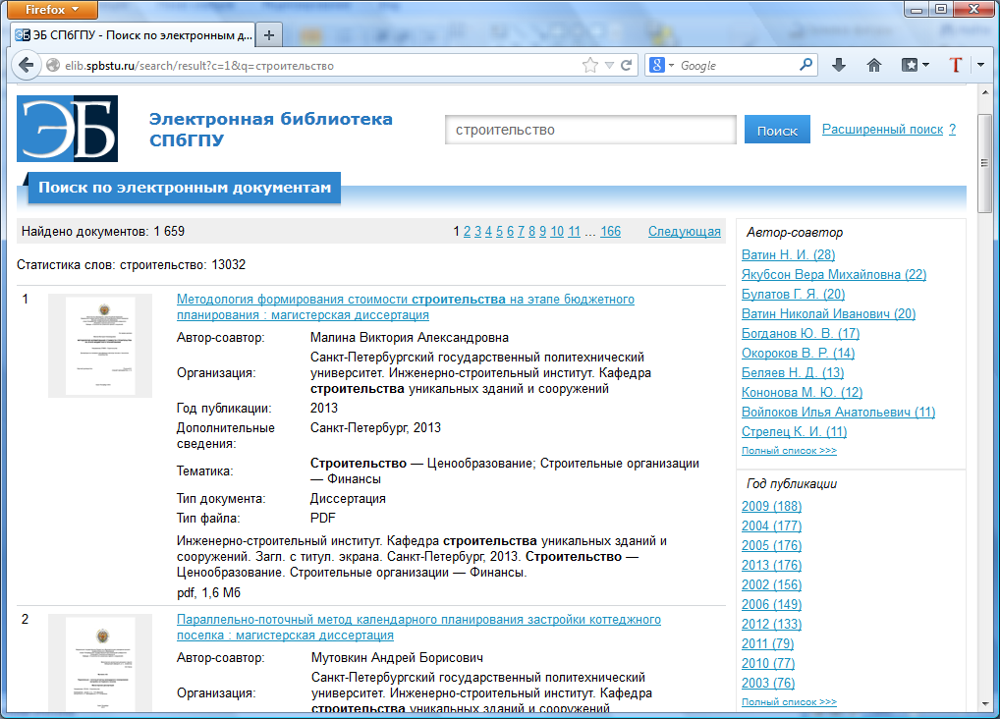 Firefox
ЭБ СПбГПУ - Поиск по электронным д...
elib.spbstu.ru/search/result?c=1&q=строительство
Google
ЭБ
Электронная библиотека
СПбГПУ
строительство
Поиск
Расширенный поиск ?
Поиск по электронным документам
Найдено документов: 1 659
1 2 3 4 5 6 7 8 9 10 11 ... 166 Следующая
Статистика слов: строительство: 13032
1
Методология формирования стоимости строительства на этапе бюджетного
планирования : магистерская диссертация
Автор-соавтор: Малина Виктория Александровна
Организация: Санкт-Петербургский государственный политехнический
университет. Инженерно-строительный институт. Кафедра
строительства уникальных зданий и сооружений
Год публикации: 2013
Дополнительные сведения: Санкт-Петербург, 2013
Тематика: Строительство — Ценообразование; Строительные организации
— Финансы
Тип документа: Диссертация
Тип файла: PDF
Инженерно-строительный институт. Кафедра строительства уникальных зданий и
сооружений. Загл. с титул. экрана. Санкт-Петербург, 2013. Строительство —
Ценообразование. Строительные организации — Финансы.
pdf, 1,6 Мб
2
Параллельно-поточный метод календарного планирования застройки коттеджного
поселка : магистерская диссертация
Автор-соавтор: Мутовкин Андрей Борисович
Организация: Санкт-Петербургский государственный политехнический
университет. Инженерно-строительный институт. Кафедра
строительства уникальных зданий и сооружений
Автор-соавтор
Ватин Н. И. (28)
Якубсон Вера Михайловна (22)
Булатов Г. Я. (20)
Ватин Николай Иванович (20)
Богданов Ю. В. (17)
Окороков В. Р. (14)
Беляев Н. Д. (13)
Кононова М. Ю. (12)
Войлоков Илья Анатольевич (11)
Стрелец К. И. (11)
Полный список >>>
Год публикации
2009 (188)
2004 (177)
2005 (176)
2013 (176)
2002 (156)
2006 (149)
2012 (133)
2011 (79)
2010 (77)
2003 (76)
Полный список >>>